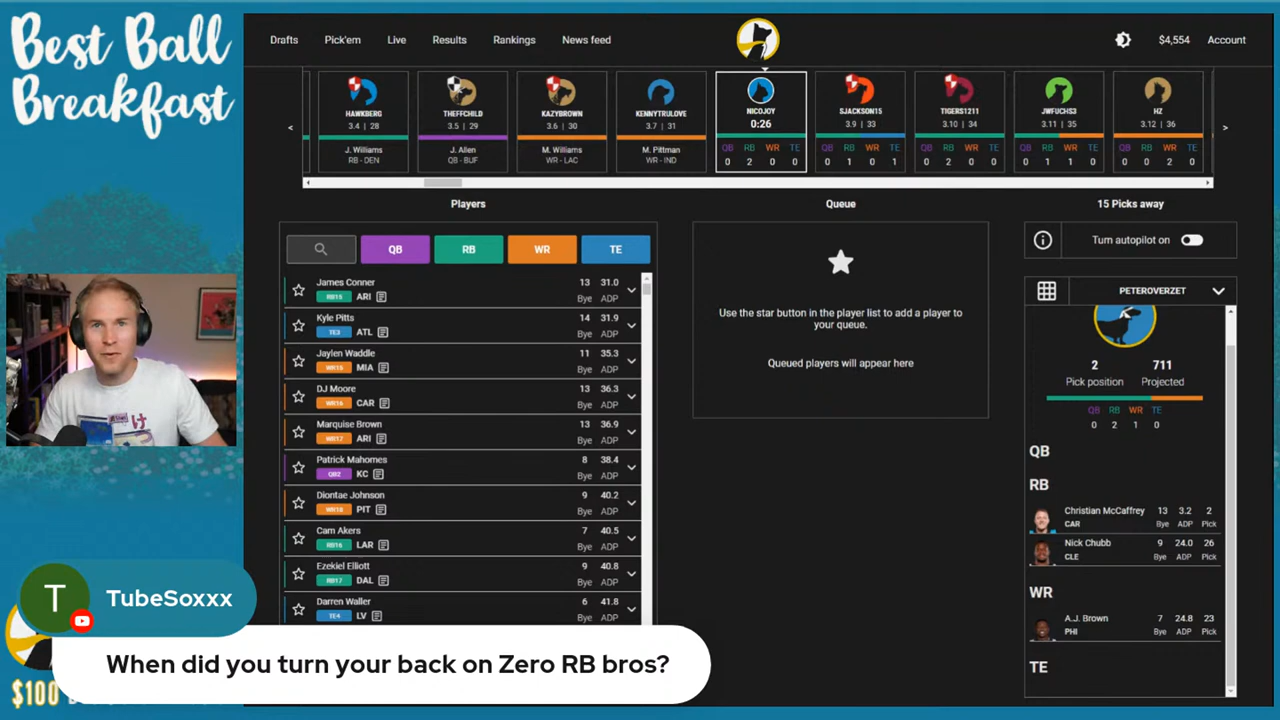 Best Ball
Breakfast
Drafts
Pick'em
Live
Results
Rankings
News feed
$4,554
Account
<
HAWKBERG
3.4 | 28
J. Williams
RB - DEN
THEFFCHILD
3.5 | 29
J. Allen
QB - BUF
KAZYBROWN
3.6 | 30
M. Williams
WR - LAC
KENNYTRULOVE
3.7 | 31
M. Pittman
WR - IND
NICOJOY
0:26
QB RB WR TE
0 2 0 0
SJACKSON15
3.9 | 33
QB RB WR TE
0 1 0 1
TIGERS1211
3.10 | 34
QB RB WR TE
0 2 0 0
JWFUCHS3
3.11 | 35
QB RB WR TE
0 1 1 0
HZ
3.12 | 36
QB RB WR TE
0 0 2 0
>
Players
QB
RB
WR
TE
James Conner 13 31.0
RB15 ARI Bye ADP
Kyle Pitts 14 31.9
TE3 ATL Bye ADP
Jaylen Waddle 11 35.3
WR15 MIA Bye ADP
DJ Moore 13 36.3
WR16 CAR Bye ADP
Marquise Brown 13 36.9
WR17 ARI Bye ADP
Patrick Mahomes 8 38.4
QB2 KC Bye ADP
Diontae Johnson 9 40.2
WR18 PIT Bye ADP
Cam Akers 7 40.5
RB16 LAR Bye ADP
Ezekiel Elliott 9 40.8
RB17 DAL Bye ADP
Darren Waller 6 41.8
TE4 LV Bye ADP
Queue
Use the star button in the player list to add a player to
your queue.
Queued players will appear here
15 Picks away
Turn autopilot on
PETEROVERZET
2 711
Pick position Projected
QB RB WR TE
0 2 1 0
QB
RB
Christian McCaffrey 13 3.2 2
CAR Bye ADP Pick
Nick Chubb 9 24.0 26
CLE Bye ADP Pick
WR
A.J. Brown 7 24.8 23
PHI Bye ADP Pick
TE
T
TubeSoxxx
When did you turn your back on Zero RB bros?
$100